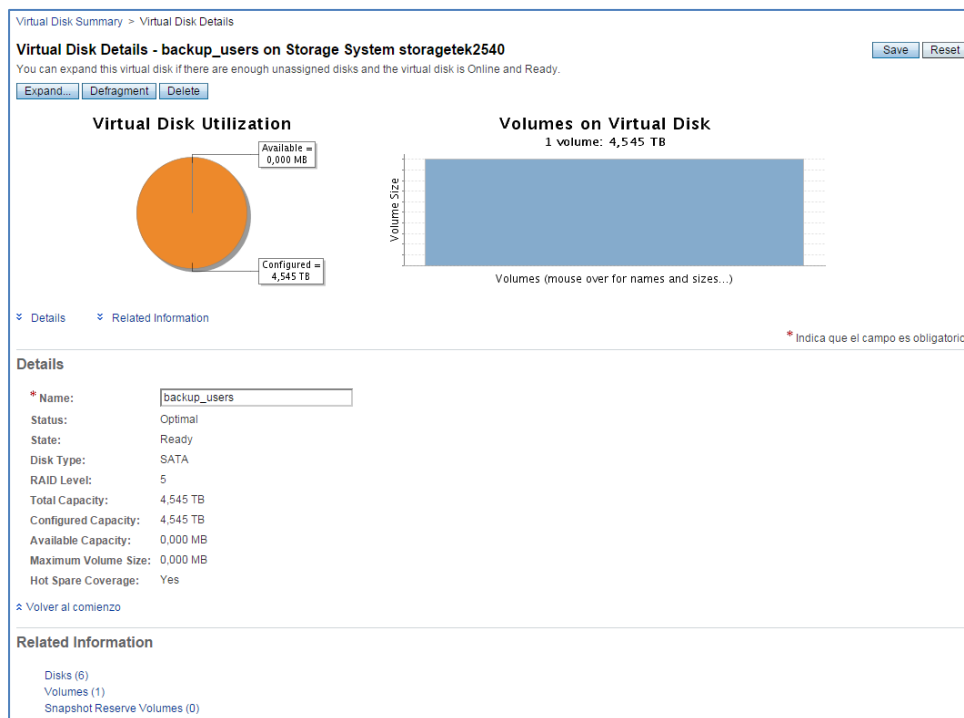 Virtual Disk Summary > Virtual Disk Details
Virtual Disk Details - backup_users on Storage System storagetek2540
Save Reset
You can expand this virtual disk if there are enough unassigned disks and the virtual disk is Online and Ready.
Expand... Defragment Delete
Virtual Disk Utilization
Available =
0,000 MB
Configured =
4,545 TB
Volumes on Virtual Disk
1 volume: 4,545 TB
Volume Size
Volumes (mouse over for names and sizes...)
Details Related Information
* Indica que el campo es obligatorio
Details
* Name: backup_users
Status: Optimal
State: Ready
Disk Type: SATA
RAID Level: 5
Total Capacity: 4,545 TB
Configured Capacity: 4,545 TB
Available Capacity: 0,000 MB
Maximum Volume Size: 0,000 MB
Hot Spare Coverage: Yes
Volver al comienzo
Related Information
Disks (6)
Volumes (1)
Snapshot Reserve Volumes (0)